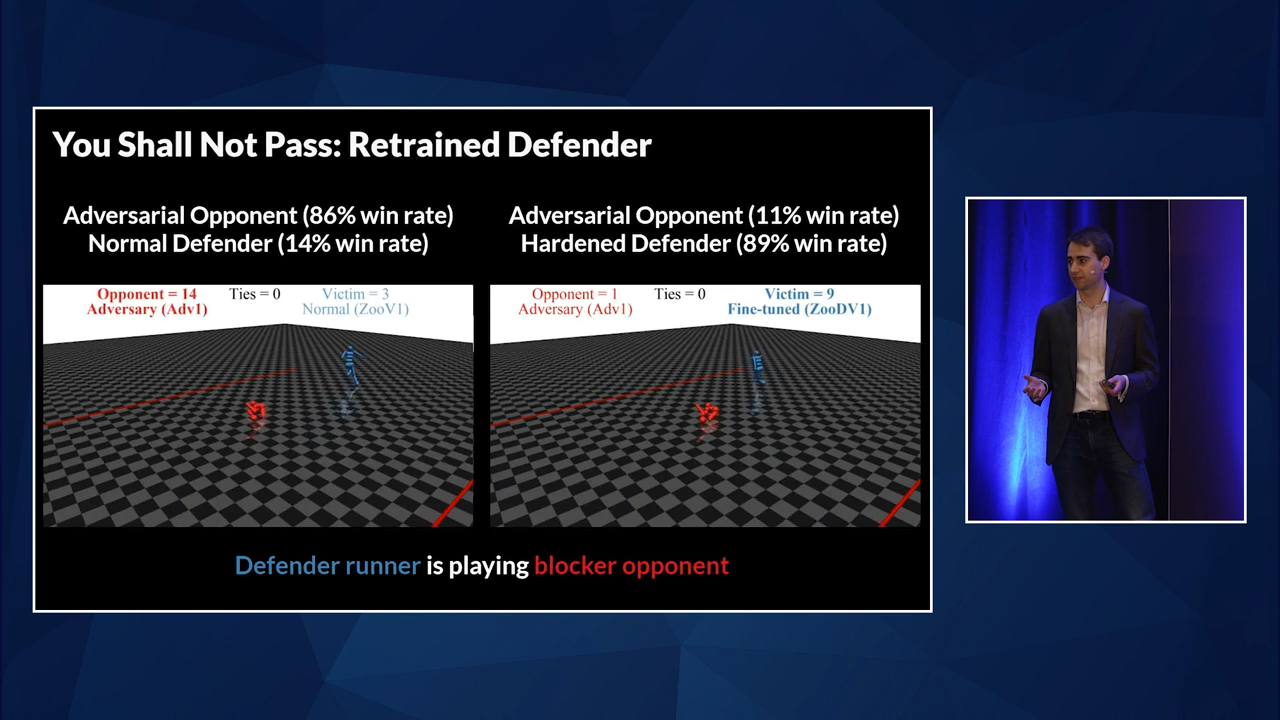 You Shall Not Pass: Retrained Defender
Adversarial Opponent (86% win rate)
Normal Defender (14% win rate)
Adversarial Opponent (11% win rate)
Hardened Defender (89% win rate)
Opponent = 14 Ties = 0 Victim = 3
Adversary (Adv1) Normal (ZooV1)
Opponent = 1 Ties = 0 Victim = 9
Adversary (Adv1) Fine-tuned (ZooDV1)
Defender runner is playing blocker opponent